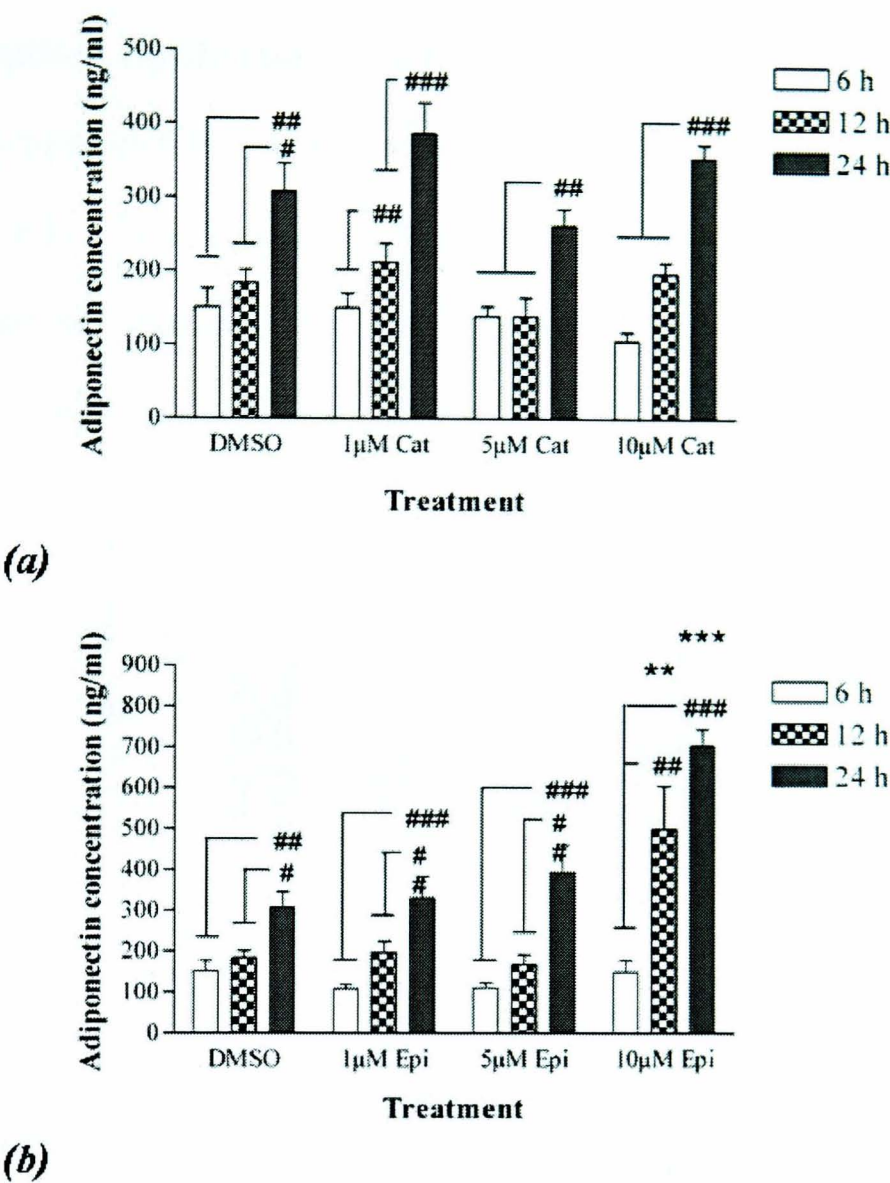 Adiponectin concentration (ng/ml)
500
400
300
200
100
0
## 
#
##
###
##
###
6 h
12 h
24 h
DMSO
1µM Cat
5µM Cat
10µM Cat
Treatment
(a)
Adiponectin concentration (ng/ml)
900
800
700
600
500
400
300
200
100
0
##
#
###
#
#
###
#
#
**
***
##
###
6 h
12 h
24 h
DMSO
1µM Epi
5µM Epi
10µM Epi
Treatment
(b)